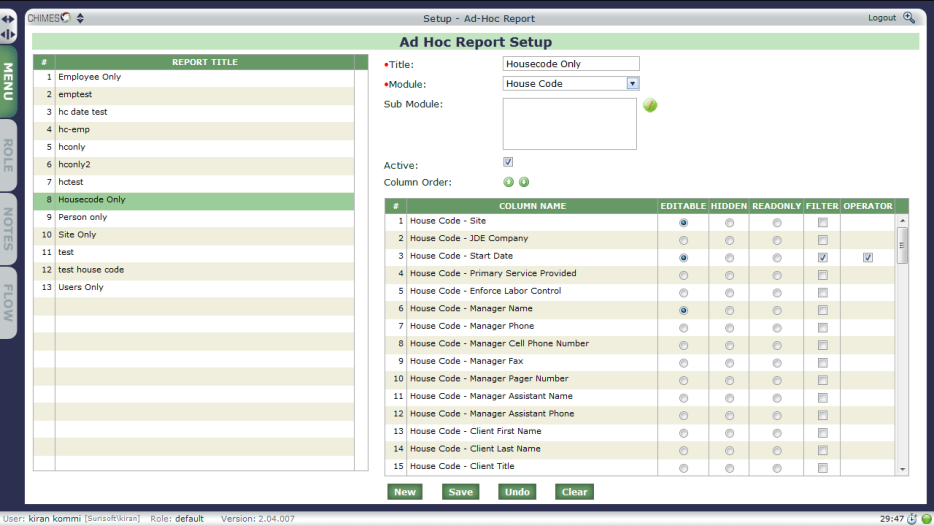 CHIMES
Setup - Ad-Hoc Report
Logout
Ad Hoc Report Setup
MENU
ROLE
NOTES
FLOW
# REPORT TITLE
1 Employee Only
2 emptest
3 hc date test
4 hc-emp
5 hconly
6 hconly2
7 hctest
8 Housecode Only
9 Person only
10 Site Only
11 test
12 test house code
13 Users Only
•Title: Housecode Only
•Module: House Code
Sub Module:
Active:
Column Order:
# COLUMN NAME EDITABLE HIDDEN READONLY FILTER OPERATOR
1 House Code - Site
2 House Code - JDE Company
3 House Code - Start Date
4 House Code - Primary Service Provided
5 House Code - Enforce Labor Control
6 House Code - Manager Name
7 House Code - Manager Phone
8 House Code - Manager Cell Phone Number
9 House Code - Manager Fax
10 House Code - Manager Pager Number
11 House Code - Manager Assistant Name
12 House Code - Manager Assistant Phone
13 House Code - Client First Name
14 House Code - Client Last Name
15 House Code - Client Title
New Save Undo Clear
User: kiran kommi [Surisoft\kiran] Role: default Version: 2.04.007
29:47